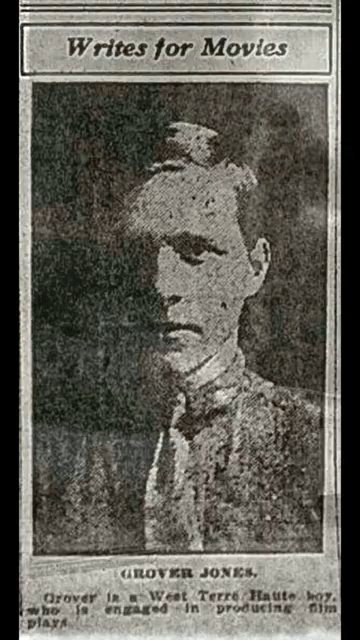 Writes for Movies
GROVER JONES.
Grover is a West Terre Haute boy,
who is engaged in producing film
plays